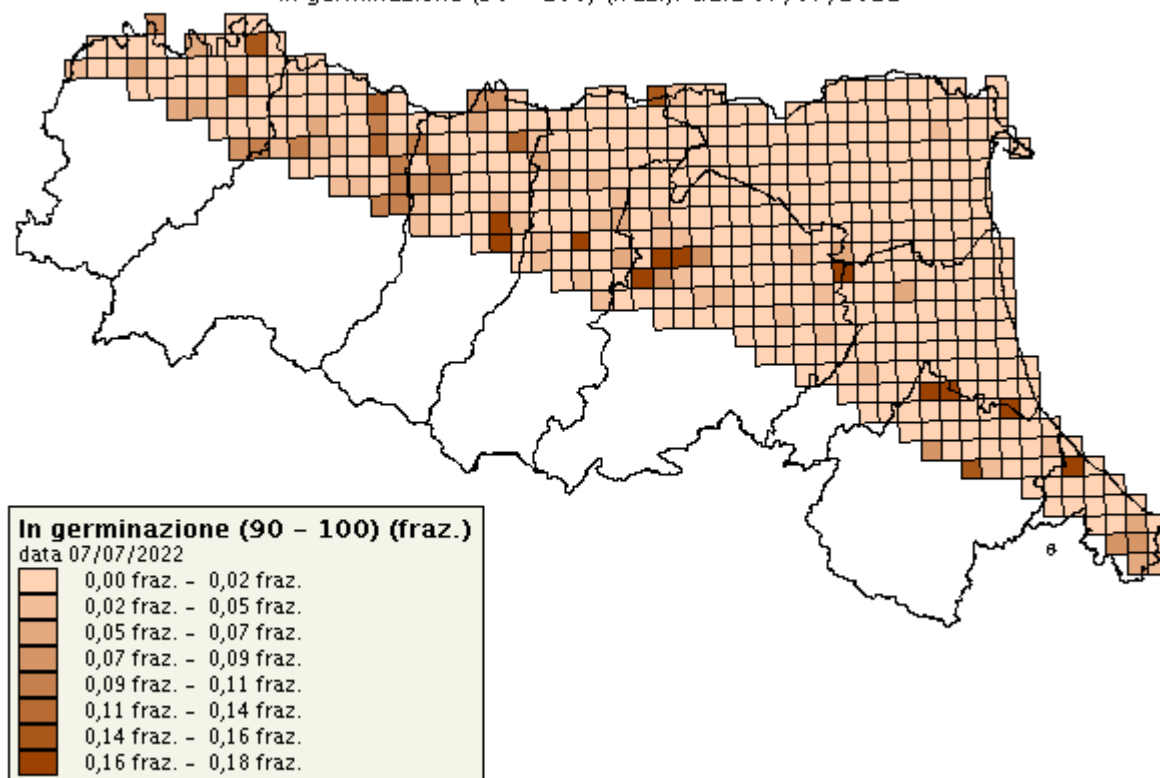 In germinazione (90 – 100) (fraz.)
data 07/07/2022
0,00 fraz. – 0,02 fraz.
0,02 fraz. – 0,05 fraz.
0,05 fraz. – 0,07 fraz.
0,07 fraz. – 0,09 fraz.
0,09 fraz. – 0,11 fraz.
0,11 fraz. – 0,14 fraz.
0,14 fraz. – 0,16 fraz.
0,16 fraz. – 0,18 fraz.